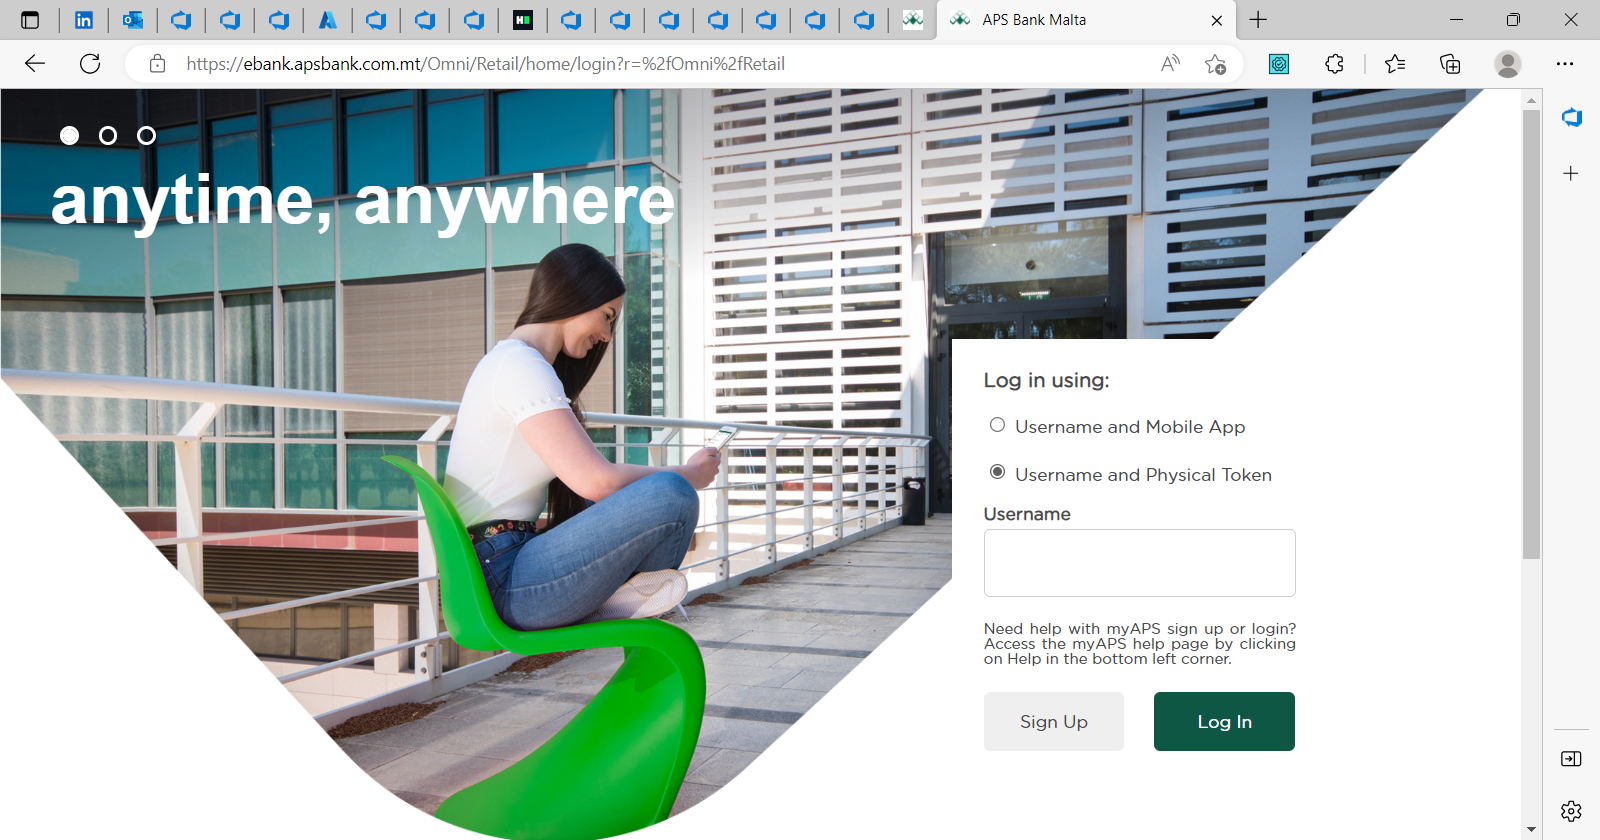 APS Bank Malta
https://ebank.apsbank.com.mt/Omni/Retail/home/login?r=%2fOmni%2fRetail
anytime, anywhere
Log in using:
Username and Mobile App
Username and Physical Token
Username
Need help with myAPS sign up or login?
Access the myAPS help page by clicking
on Help in the bottom left corner.
Sign Up
Log In